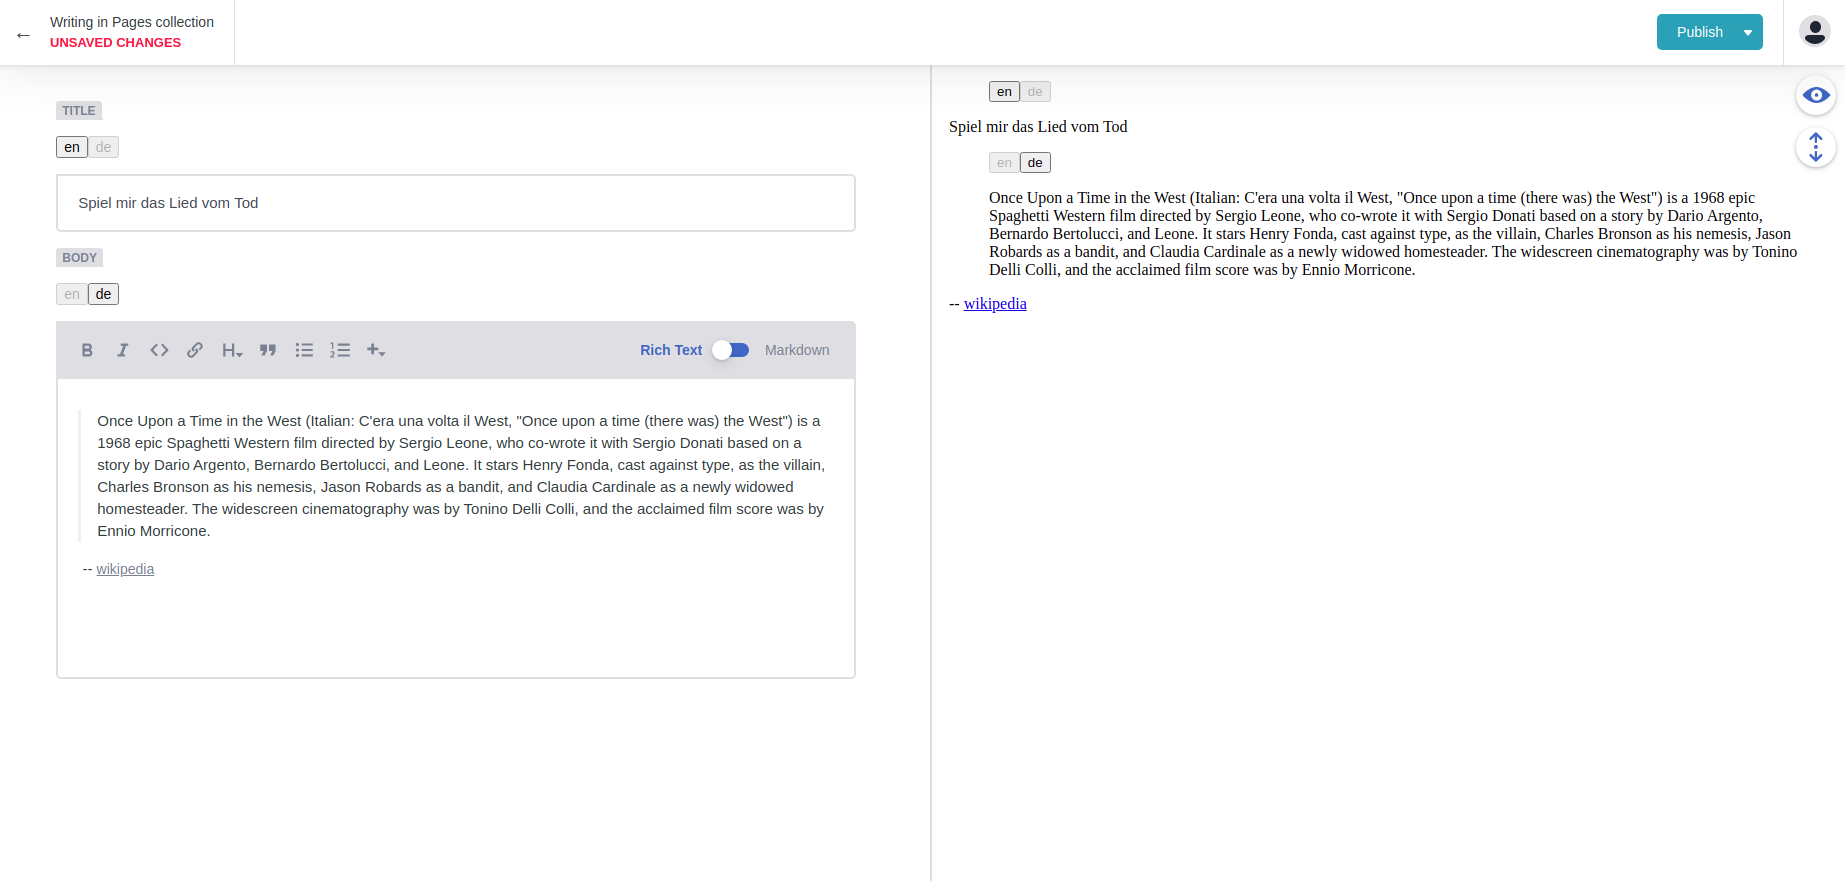 ←
Writing in Pages collection
UNSAVED CHANGES
Publish
TITLE
en de
Spiel mir das Lied vom Tod
BODY
en de
Rich Text Markdown
Once Upon a Time in the West (Italian: C'era una volta il West, "Once upon a time (there was) the West") is a
1968 epic Spaghetti Western film directed by Sergio Leone, who co-wrote it with Sergio Donati based on a
story by Dario Argento, Bernardo Bertolucci, and Leone. It stars Henry Fonda, cast against type, as the villain,
Charles Bronson as his nemesis, Jason Robards as a bandit, and Claudia Cardinale as a newly widowed
homesteader. The widescreen cinematography was by Tonino Delli Colli, and the acclaimed film score was by
Ennio Morricone.
-- wikipedia
en de
Spiel mir das Lied vom Tod
en de
Once Upon a Time in the West (Italian: C'era una volta il West, "Once upon a time (there was) the West") is a 1968 epic
Spaghetti Western film directed by Sergio Leone, who co-wrote it with Sergio Donati based on a story by Dario Argento,
Bernardo Bertolucci, and Leone. It stars Henry Fonda, cast against type, as the villain, Charles Bronson as his nemesis, Jason
Robards as a bandit, and Claudia Cardinale as a newly widowed homesteader. The widescreen cinematography was by Tonino
Delli Colli, and the acclaimed film score was by Ennio Morricone.
-- wikipedia